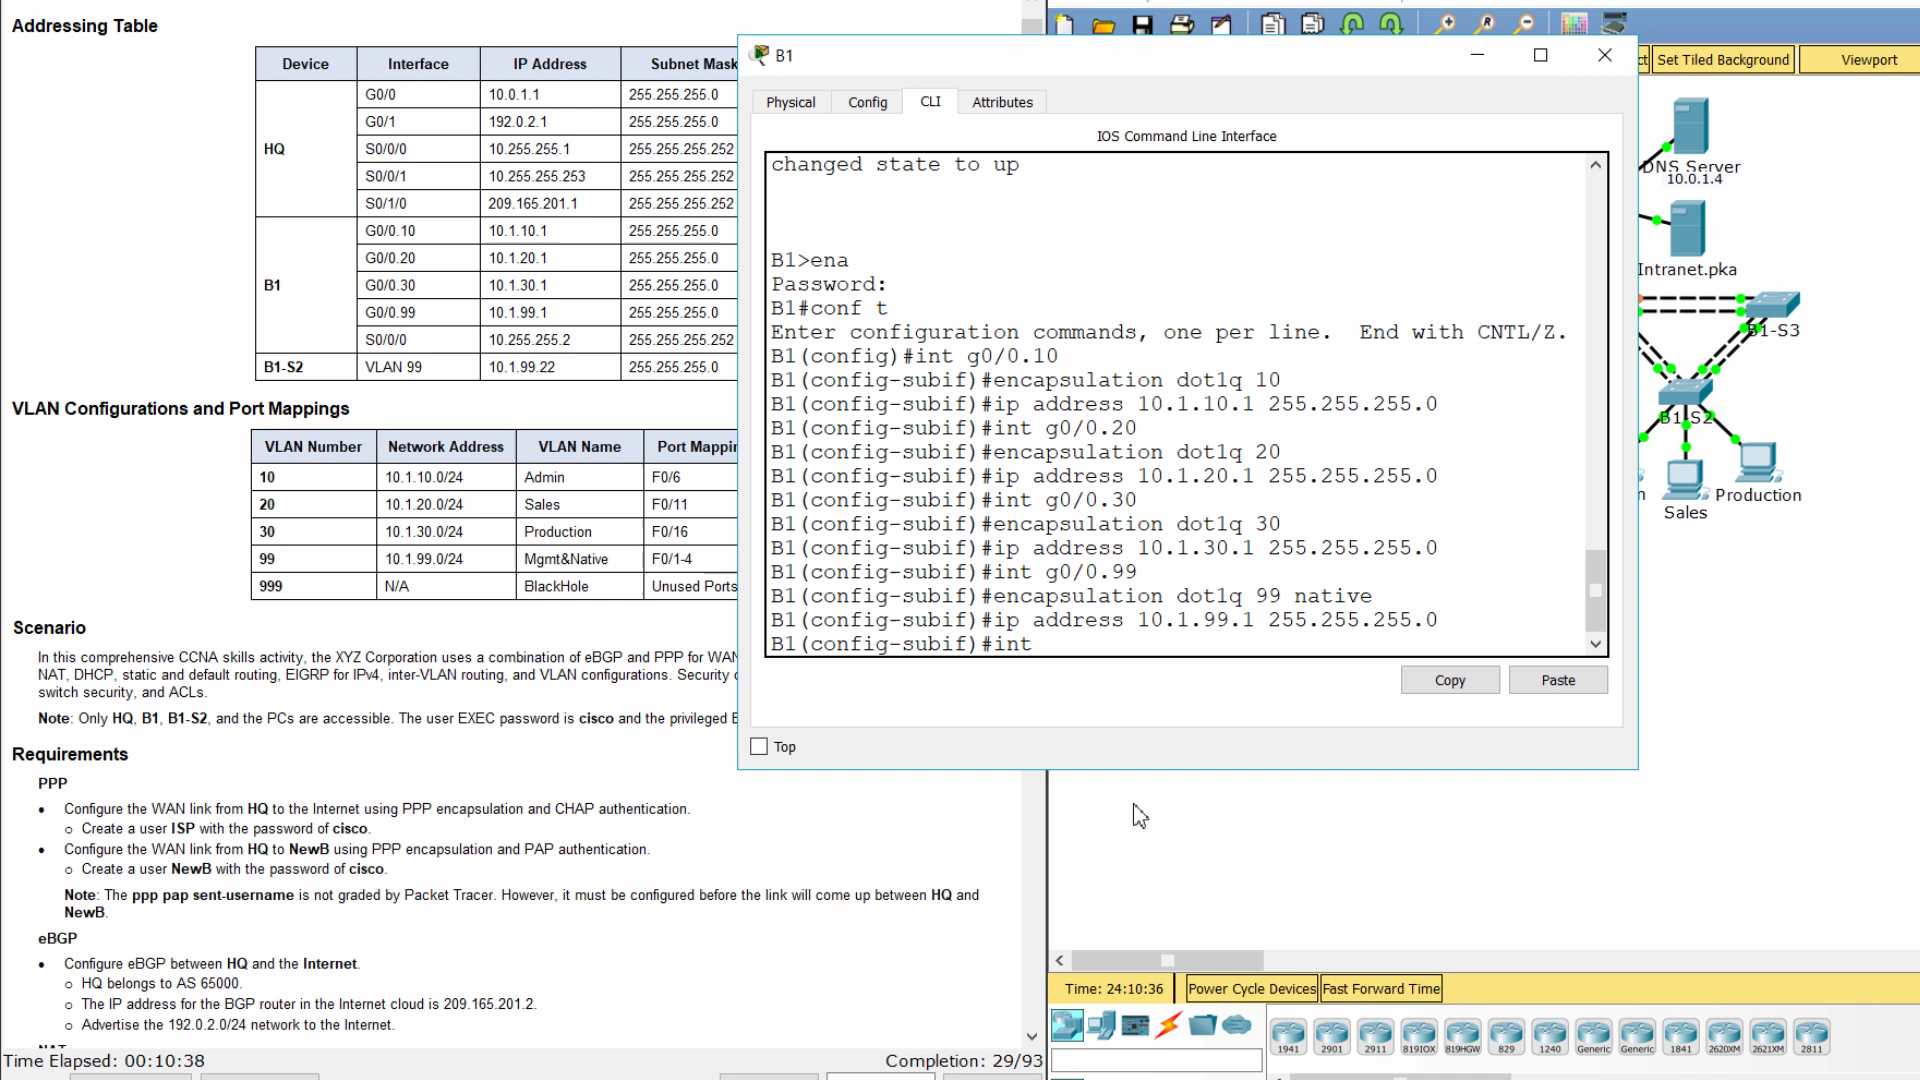 Addressing Table
Device Interface IP Address Subnet Mask
HQ
G0/0 10.0.1.1 255.255.255.0
G0/1 192.0.2.1 255.255.255.0
S0/0/0 10.255.255.1 255.255.255.252
S0/0/1 10.255.255.253 255.255.255.252
S0/1/0 209.165.201.1 255.255.255.252
B1
G0/0.10 10.1.10.1 255.255.255.0
G0/0.20 10.1.20.1 255.255.255.0
G0/0.30 10.1.30.1 255.255.255.0
G0/0.99 10.1.99.1 255.255.255.0
S0/0/0 10.255.255.2 255.255.255.252
B1-S2 VLAN 99 10.1.99.22 255.255.255.0
VLAN Configurations and Port Mappings
VLAN Number Network Address VLAN Name Port Mappin
10 10.1.10.0/24 Admin F0/6
20 10.1.20.0/24 Sales F0/11
30 10.1.30.0/24 Production F0/16
99 10.1.99.0/24 Mgmt&Native F0/1-4
999 N/A BlackHole Unused Ports
Scenario
In this comprehensive CCNA skills activity, the XYZ Corporation uses a combination of eBGP and PPP for WAN
NAT, DHCP, static and default routing, EIGRP for IPv4, inter-VLAN routing, and VLAN configurations. Security
switch security, and ACLs.
Note: Only HQ, B1, B1-S2, and the PCs are accessible. The user EXEC password is cisco and the privileged E
Requirements
PPP
• Configure the WAN link from HQ to the Internet using PPP encapsulation and CHAP authentication.
o Create a user ISP with the password of cisco.
• Configure the WAN link from HQ to NewB using PPP encapsulation and PAP authentication.
o Create a user NewB with the password of cisco.
Note: The ppp pap sent-username is not graded by Packet Tracer. However, it must be configured before the link will come up between HQ and
NewB.
eBGP
• Configure eBGP between HQ and the Internet.
o HQ belongs to AS 65000.
o The IP address for the BGP router in the Internet cloud is 209.165.201.2.
o Advertise the 192.0.2.0/24 network to the Internet.
NAT
Time Elapsed: 00:10:38 Completion: 29/93
B1
Physical Config CLI Attributes
IOS Command Line Interface
changed state to up
B1>ena
Password:
B1#conf t
Enter configuration commands, one per line. End with CNTL/Z.
B1(config)#int g0/0.10
B1(config-subif)#encapsulation dot1q 10
B1(config-subif)#ip address 10.1.10.1 255.255.255.0
B1(config-subif)#int g0/0.20
B1(config-subif)#encapsulation dot1q 20
B1(config-subif)#ip address 10.1.20.1 255.255.255.0
B1(config-subif)#int g0/0.30
B1(config-subif)#encapsulation dot1q 30
B1(config-subif)#ip address 10.1.30.1 255.255.255.0
B1(config-subif)#int g0/0.99
B1(config-subif)#encapsulation dot1q 99 native
B1(config-subif)#ip address 10.1.99.1 255.255.255.0
B1(config-subif)#int
Copy Paste
Top
ct Set Tiled Background Viewport
DNS Server
10.0.1.4
Intranet.pka
B1-S3
B1-S2
n Sales Production
Time: 24:10:36 Power Cycle Devices Fast Forward Time
1941 2901 2911 819IOX 819HGW 829 1240 Generic Generic 1841 2620XM 2621XM 2811